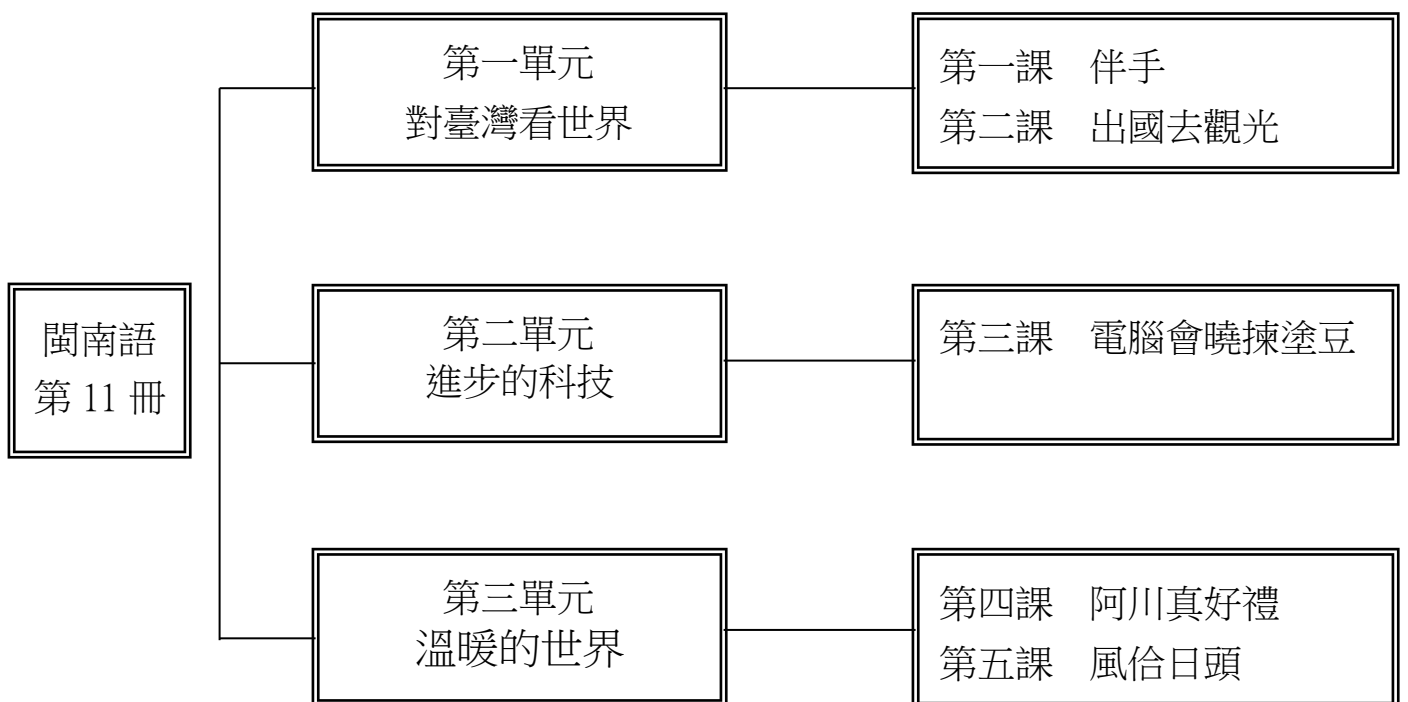 閩南語
第 11 冊
第一單元
對臺灣看世界
第一課　伴手
第二課　出國去觀光
第二單元
進步的科技
第三課　電腦會曉揀塗豆
第三單元
溫暖的世界
第四課　阿川真好禮
第五課　風佮日頭